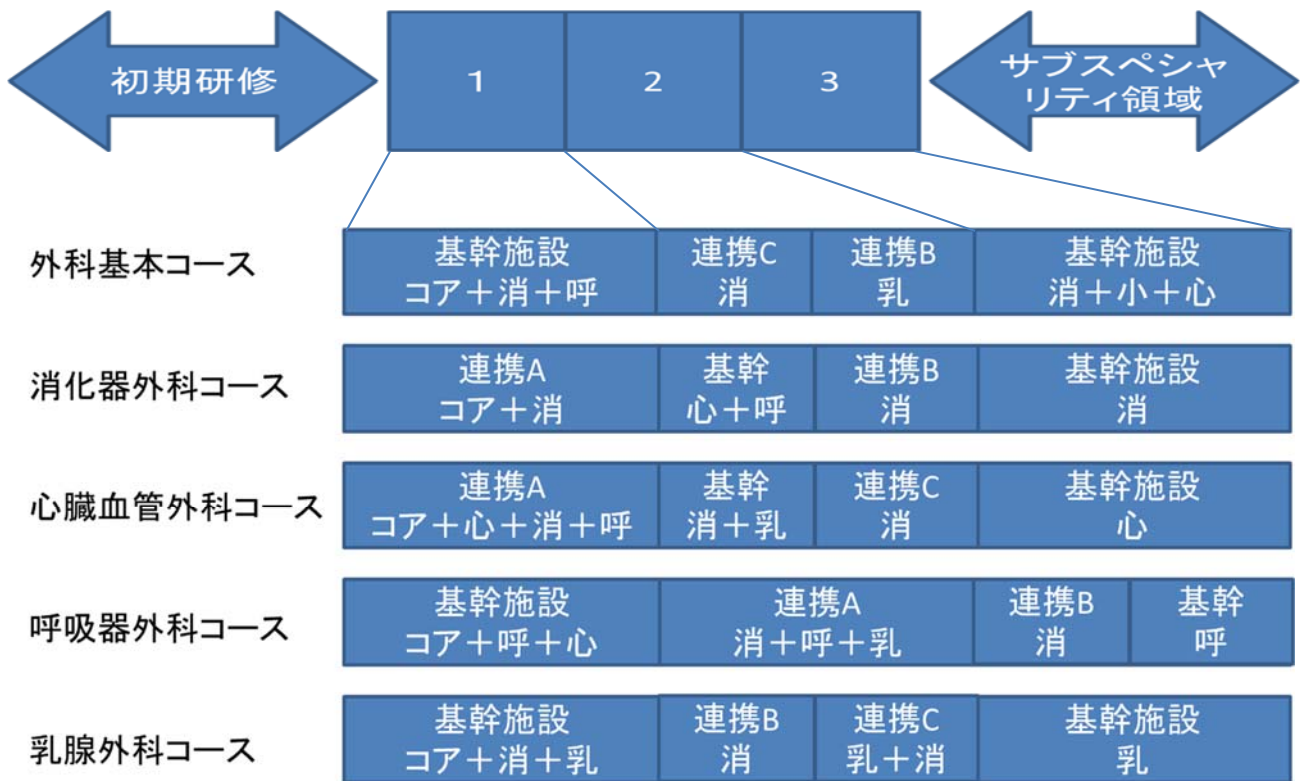 初期研修
1
2
3
サブスペシャ
リティ領域
外科基本コース
基幹施設
コア＋消＋呼
連携C
消
連携B
乳
基幹施設
消＋小＋心
消化器外科コース
連携A
コア＋消
基幹
心＋呼
連携B
消
基幹施設
消
心臓血管外科コース
連携A
コア＋心＋消＋呼
基幹
消＋乳
連携C
消
基幹施設
心
呼吸器外科コース
基幹施設
コア＋呼＋心
連携A
消＋呼＋乳
連携B
消
基幹
呼
乳腺外科コース
基幹施設
コア＋消＋乳
連携B
消
連携C
乳＋消
基幹施設
乳